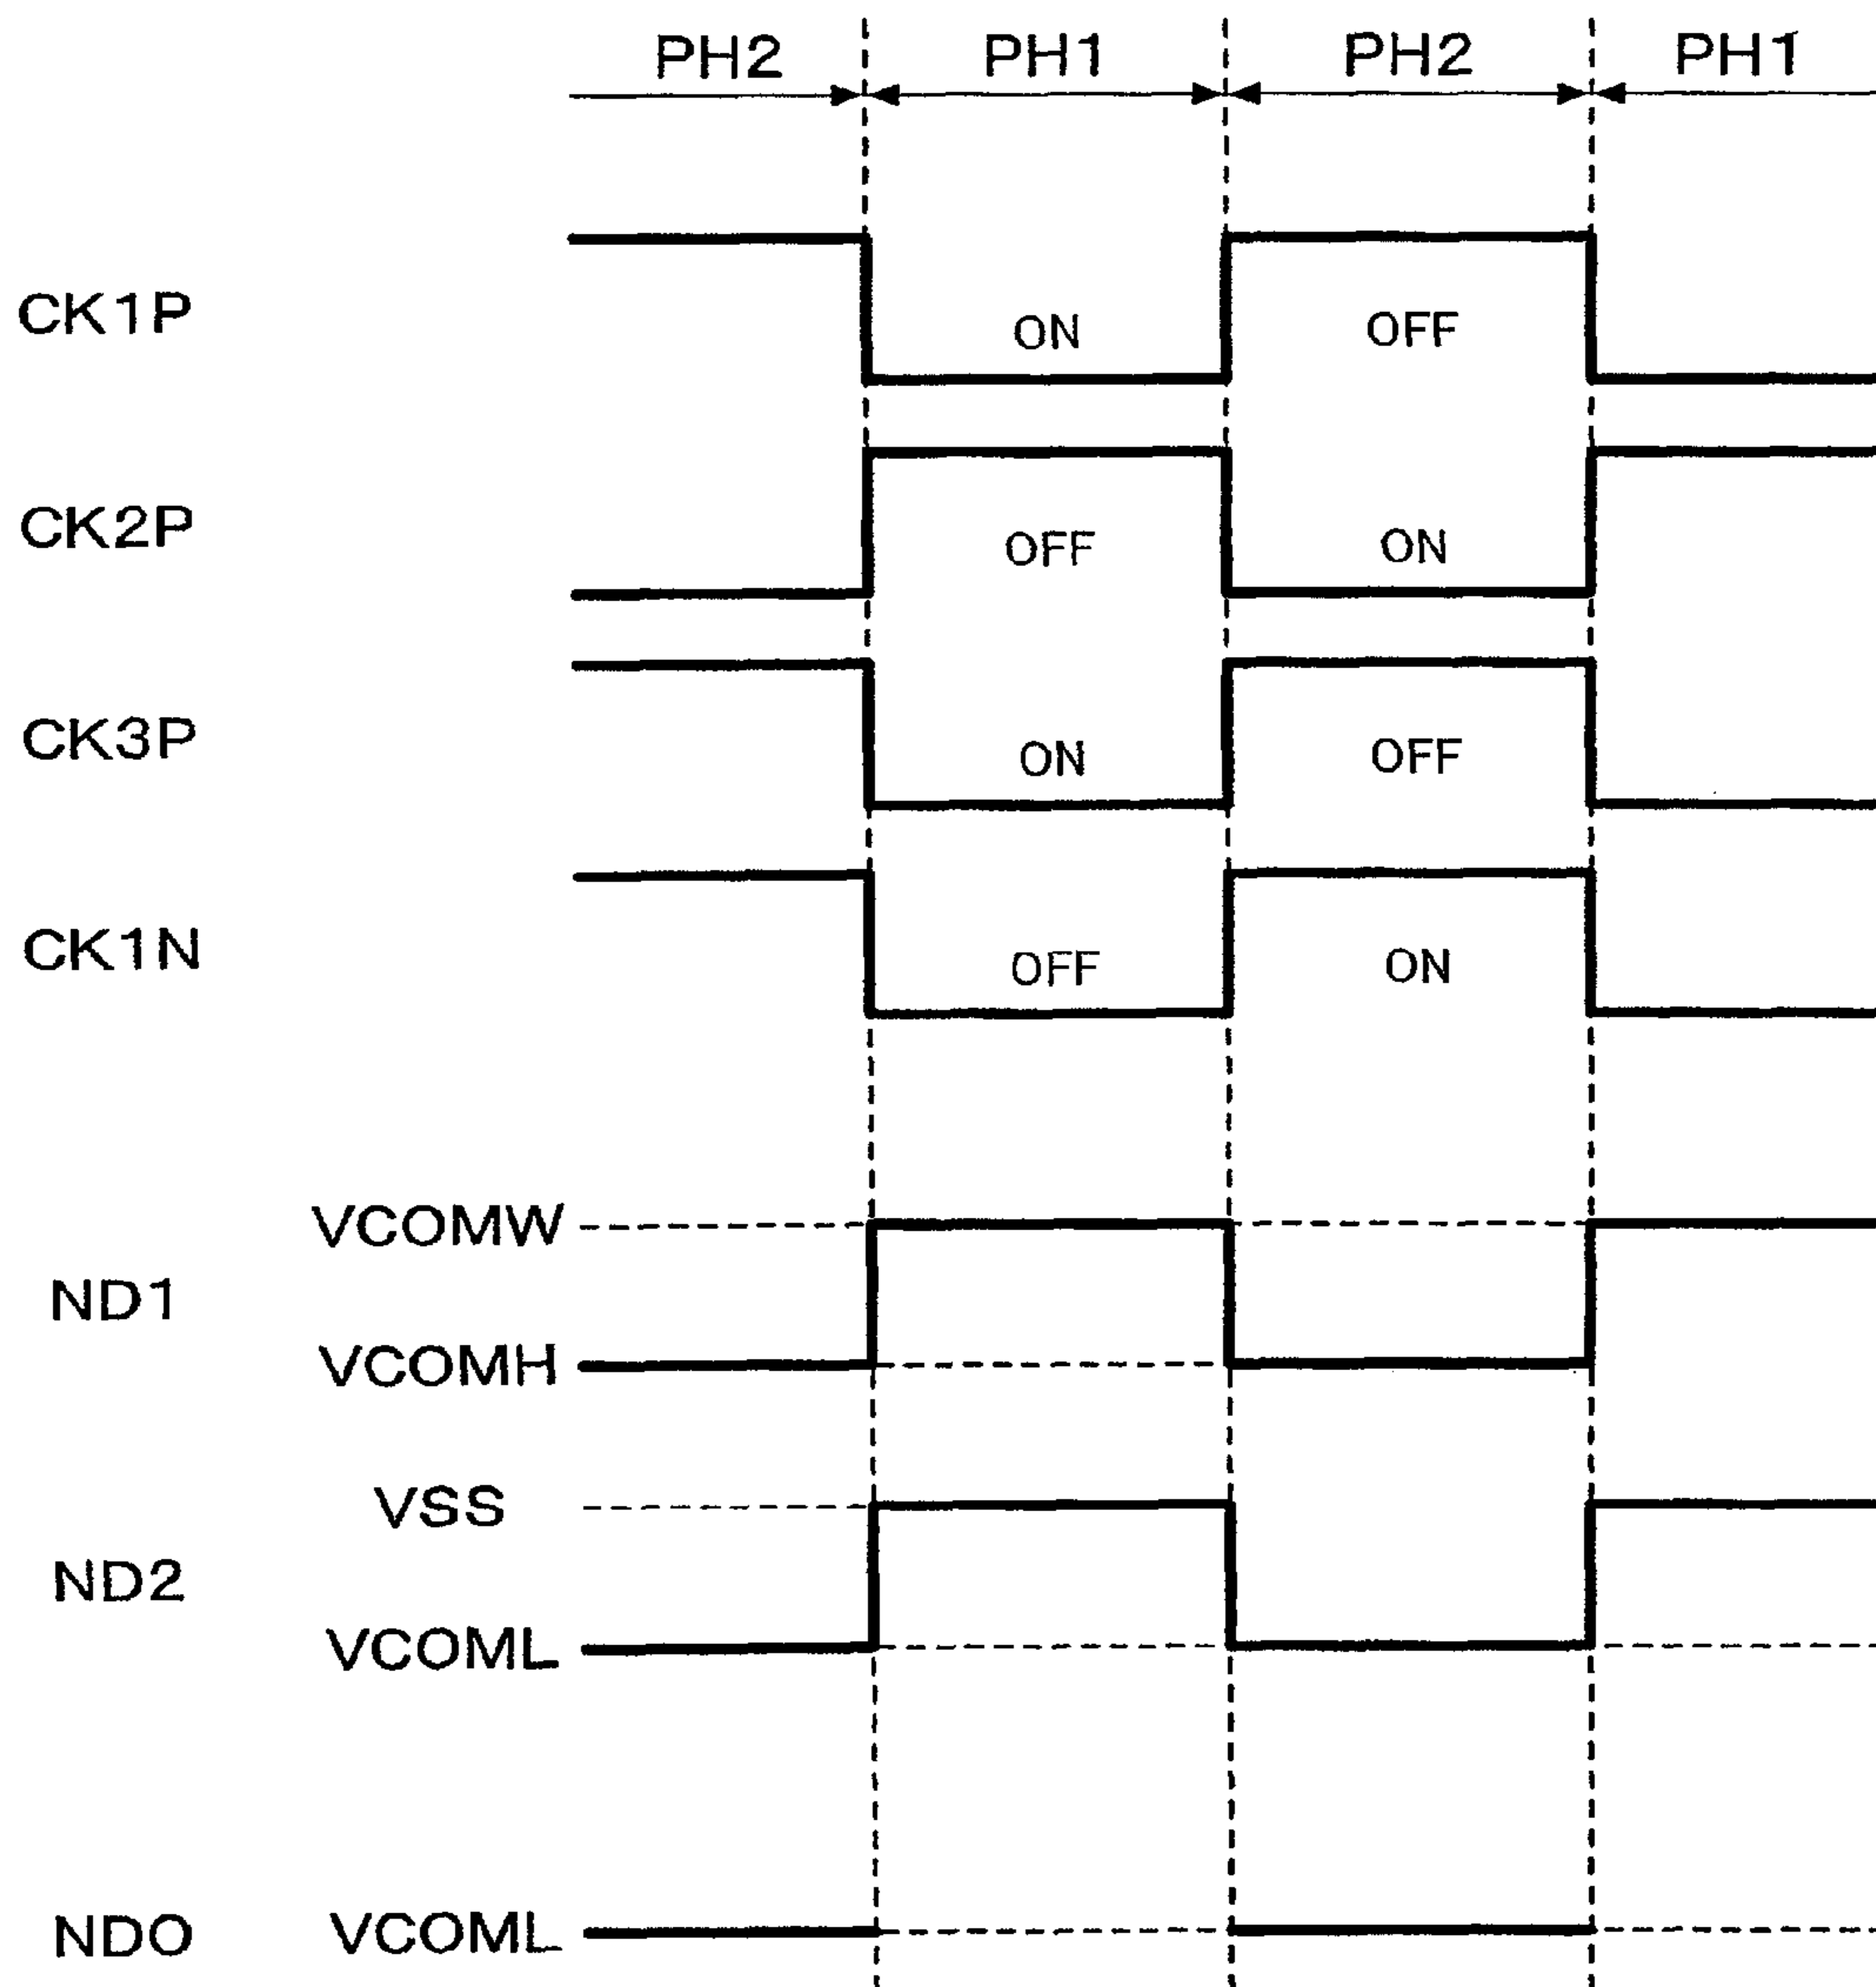 PH2 PH1 PH2 PH1
CK1P ON OFF
CK2P OFF ON
CK3P ON OFF
CK1N OFF ON
VCOMW
ND1
VCOMH
VSS
ND2
VCOML
NDO VCOML